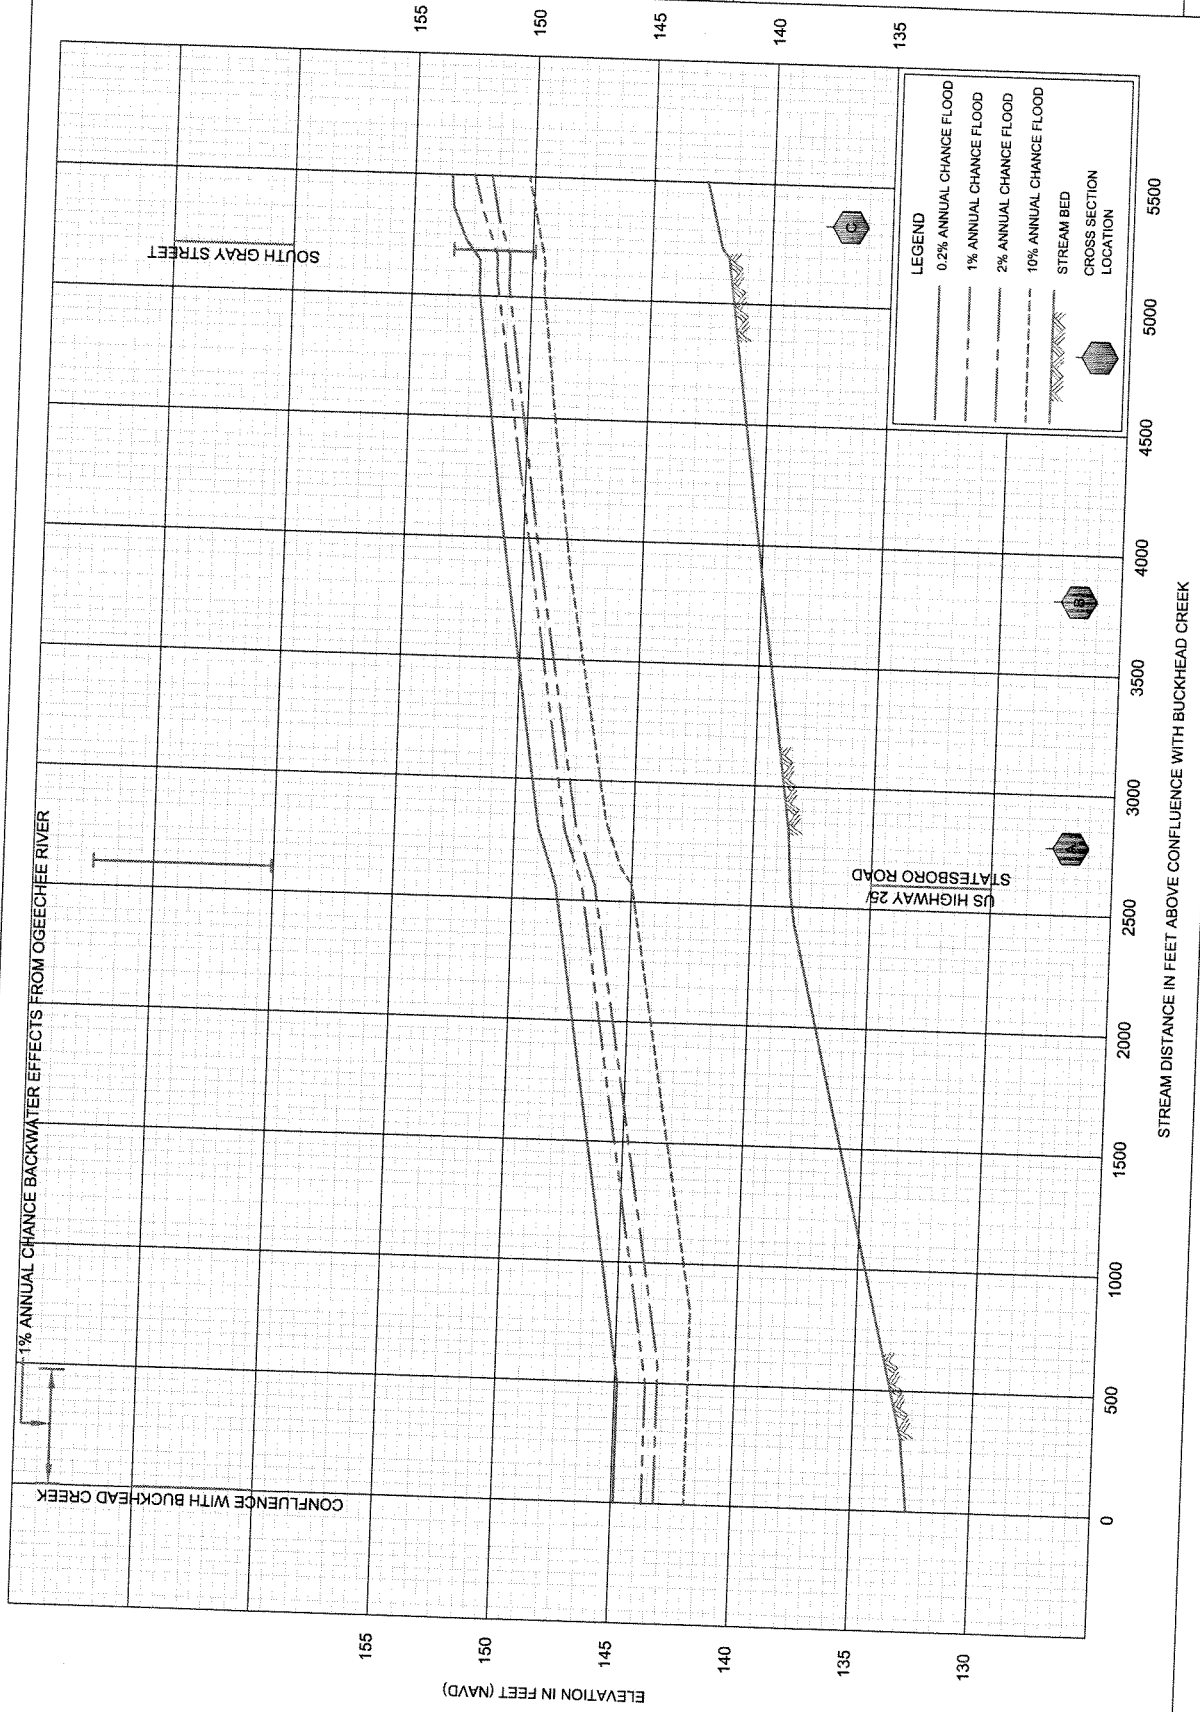 155
150
145
140
135
1% ANNUAL CHANCE BACKWATER EFFECTS FROM OGEECHEE RIVER
CONFLUENCE WITH BUCKHEAD CREEK
US HIGHWAY 25/
STATESBORO ROAD
SOUTH GRAY STREET
A
B
C
LEGEND
0.2% ANNUAL CHANCE FLOOD
1% ANNUAL CHANCE FLOOD
2% ANNUAL CHANCE FLOOD
10% ANNUAL CHANCE FLOOD
STREAM BED
CROSS SECTION
LOCATION
155
150
145
140
135
130
ELEVATION IN FEET (NAVD)
0
500
1000
1500
2000
2500
3000
3500
4000
4500
5000
5500
STREAM DISTANCE IN FEET ABOVE CONFLUENCE WITH BUCKHEAD CREEK